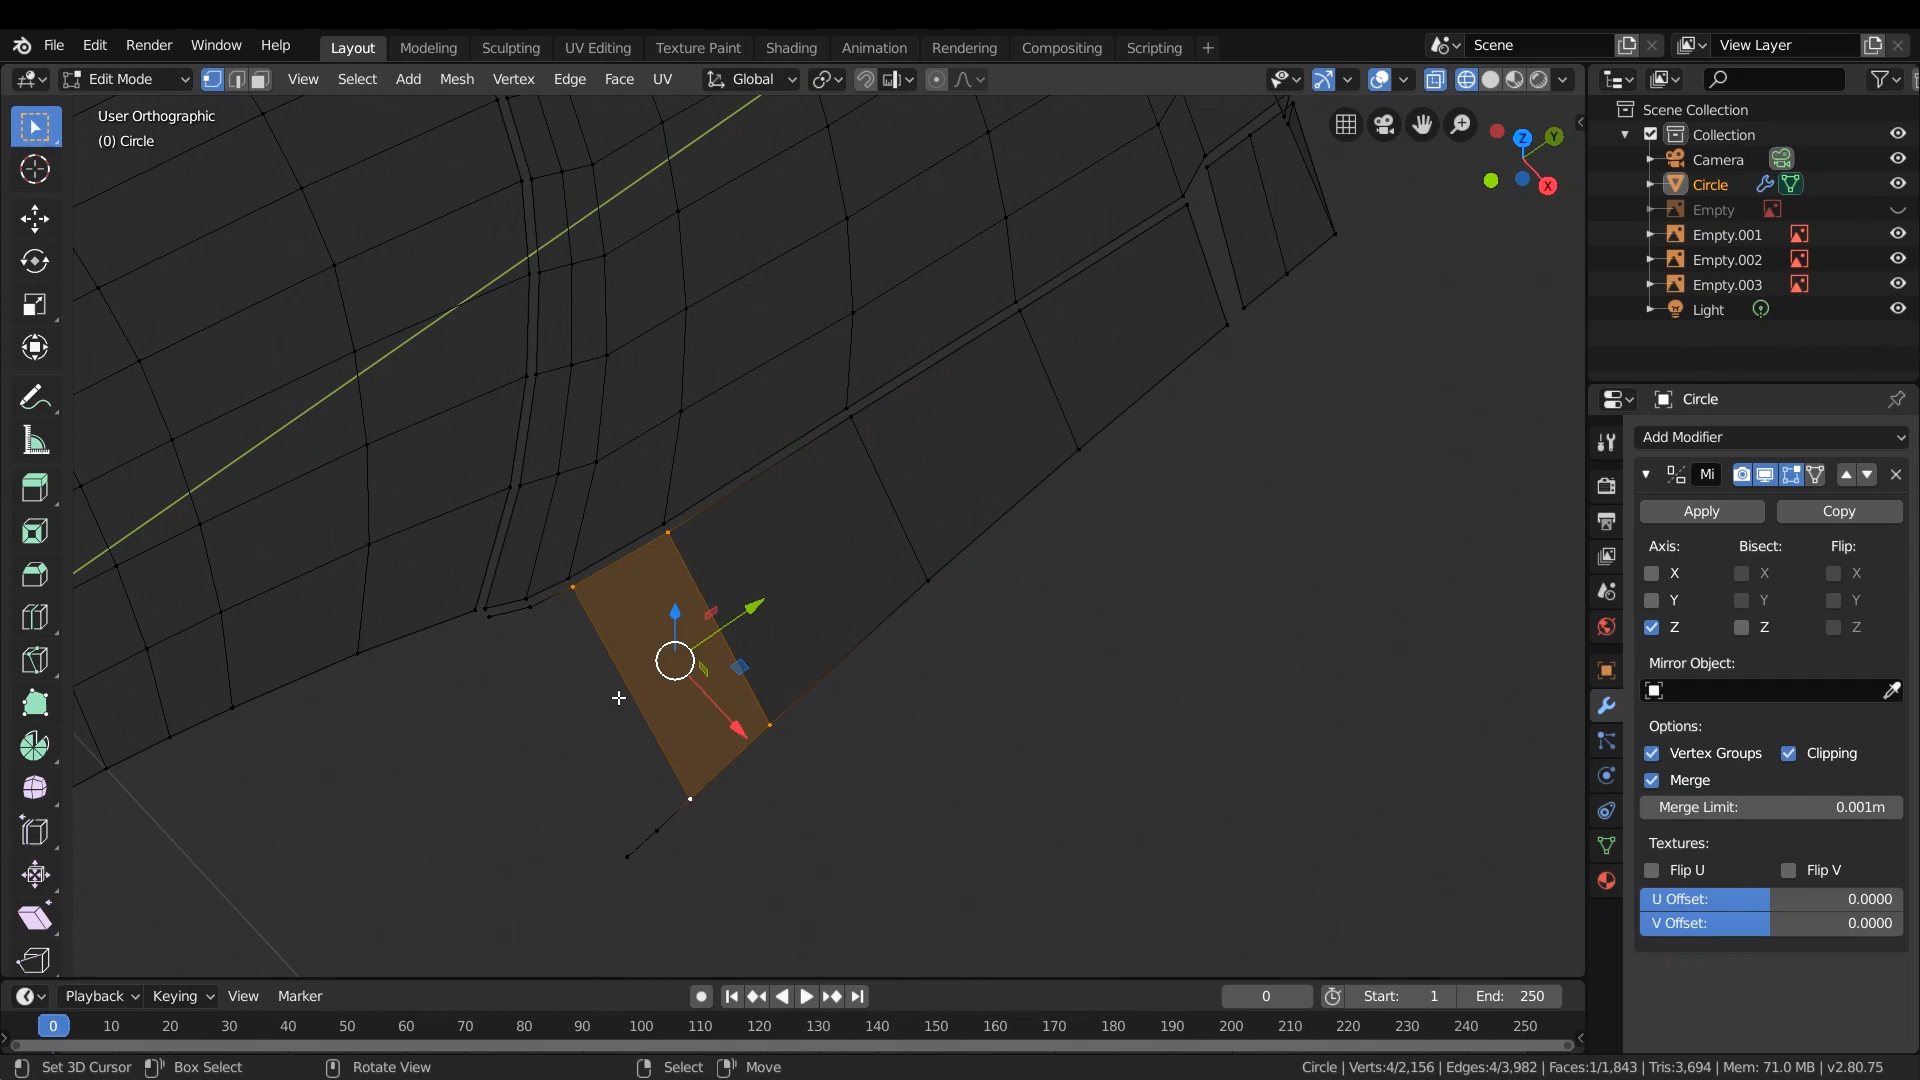 File Edit Render Window Help Layout Modeling Sculpting UV Editing Texture Paint Shading Animation Rendering Compositing Scripting + Scene View Layer
Edit Mode View Select Add Mesh Vertex Edge Face UV Global
User Orthographic
(0) Circle
Z Y X
Scene Collection
Collection
Camera
Circle
Empty
Empty.001
Empty.002
Empty.003
Light
Circle
Add Modifier
Mi
Apply Copy
Axis: Bisect: Flip:
X X X
Y Y Y
Z Z Z
Mirror Object:
Options:
Vertex Groups Clipping
Merge
Merge Limit: 0.001m
Textures:
Flip U Flip V
U Offset: 0.0000
V Offset: 0.0000
Playback Keying View Marker 0 Start: 1 End: 250
0 10 20 30 40 50 60 70 80 90 100 110 120 130 140 150 160 170 180 190 200 210 220 230 240 250
Set 3D Cursor Box Select Rotate View Select Move Circle | Verts:4/2,156 | Edges:4/3,982 | Faces:1/1,843 | Tris:3,694 | Mem: 71.0 MB | v2.80.75